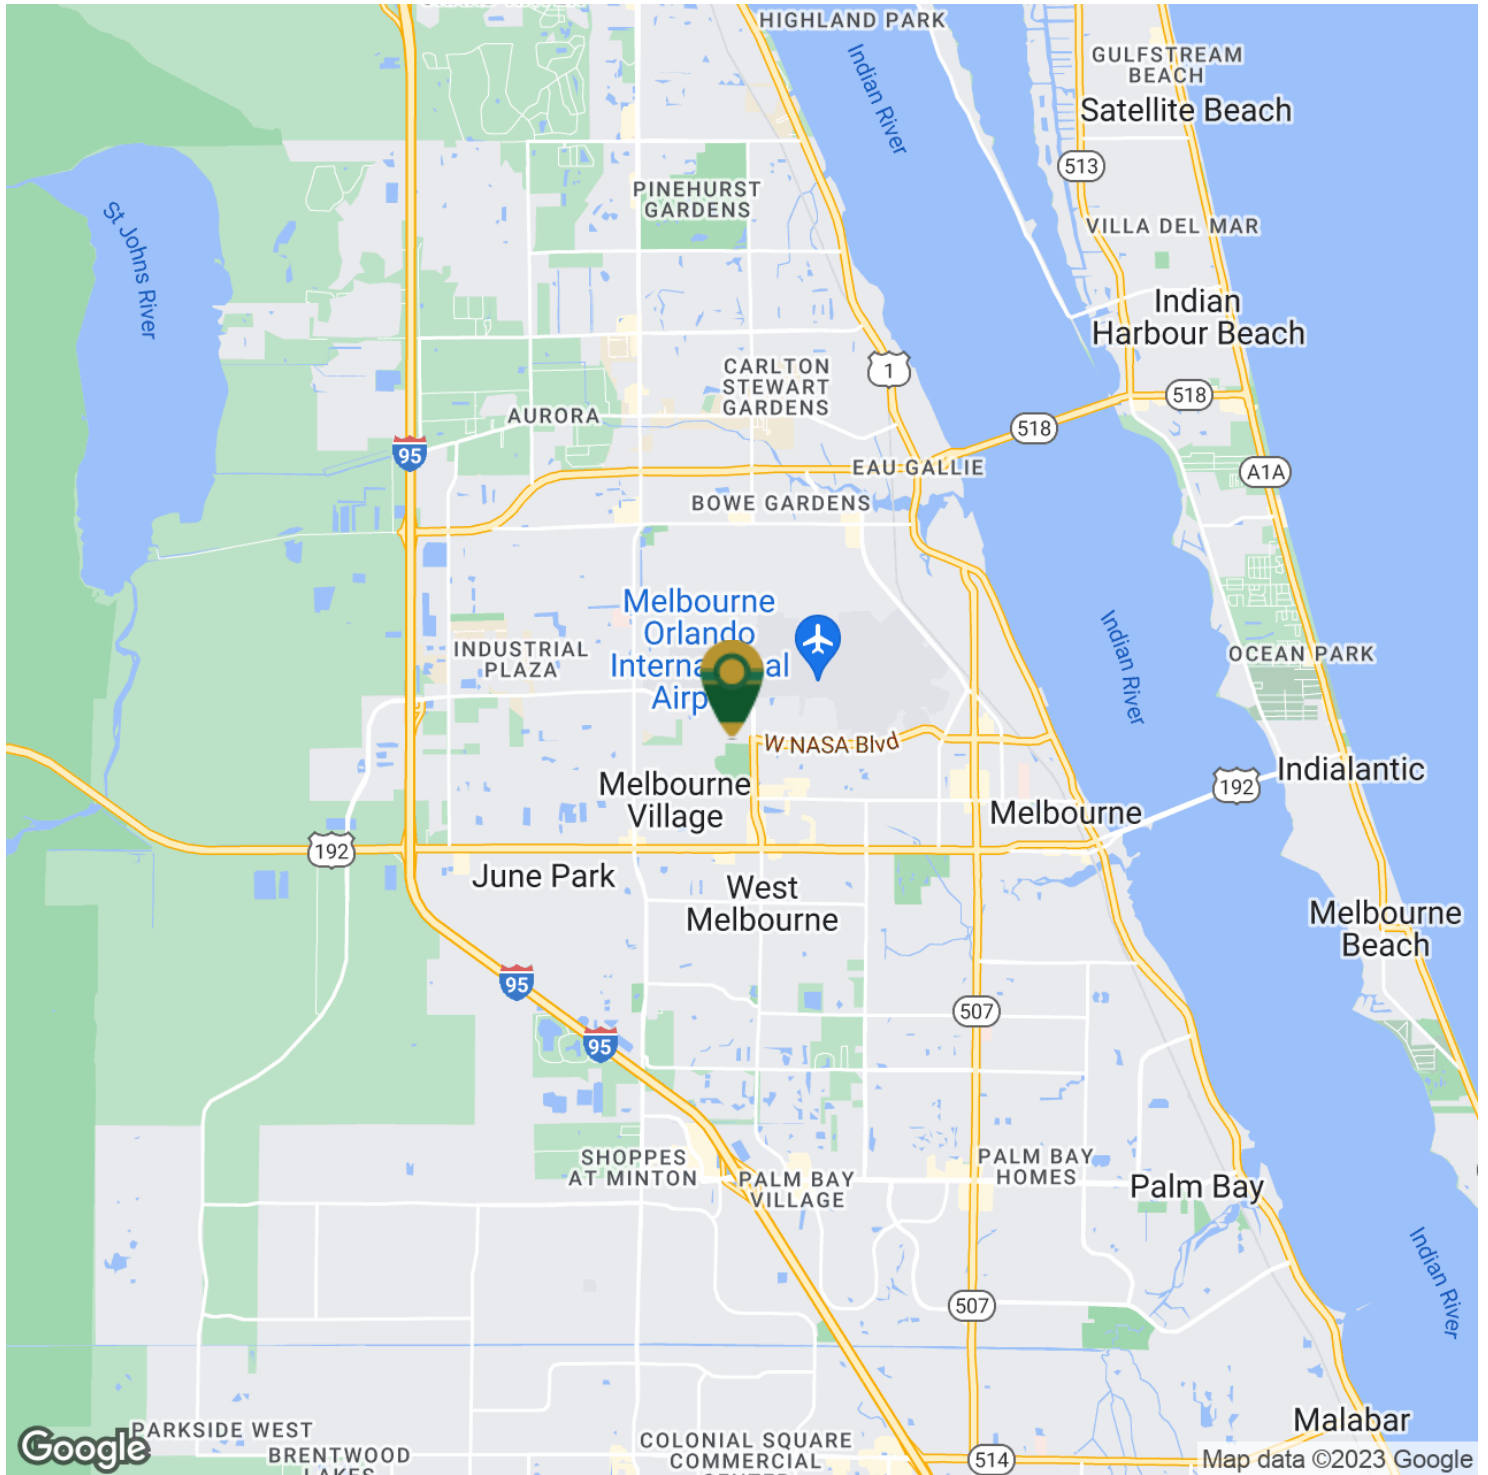 HIGHLAND PARK
GULFSTREAM
BEACH
Satellite Beach
Indian River
513
PINEHURST
GARDENS
VILLA DEL MAR
St Johns River
Indian
Harbour Beach
1
CARLTON
STEWART
GARDENS
518
518
AURORA
95
EAU GALLIE
A1A
BOWE GARDENS
Melbourne
Orlando
International
Airp
INDUSTRIAL
PLAZA
Indian River
OCEAN PARK
W NASA Blvd
Indialantic
Melbourne
Village
192
Melbourne
192
June Park
West
Melbourne
Melbourne
Beach
95
507
95
SHOPPES
AT MINTON
PALM BAY
VILLAGE
PALM BAY
HOMES
Palm Bay
Indian River
507
Malabar
PARKSIDE WEST
BRENTWOOD
LAKES
COLONIAL SQUARE
COMMERCIAL
CENTER
514
Google
Map data ©2023 Google